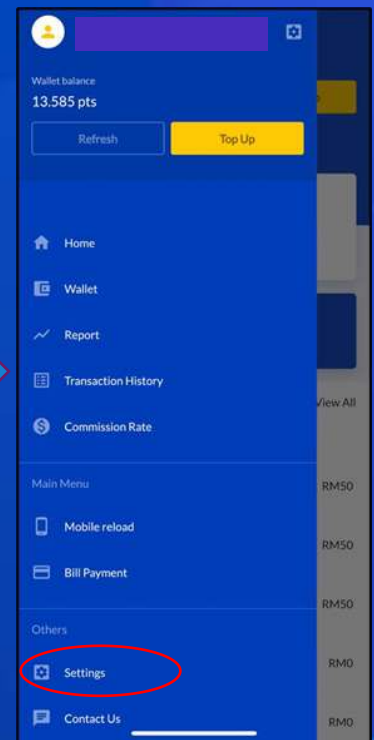 Wallet balance
13.585 pts
Refresh
Top Up
Home
Wallet
Report
Transaction History
View All
Commission Rate
Main Menu
RM50
Mobile reload
RM50
Bill Payment
RM50
Others
RM0
Settings
Contact Us
RM0